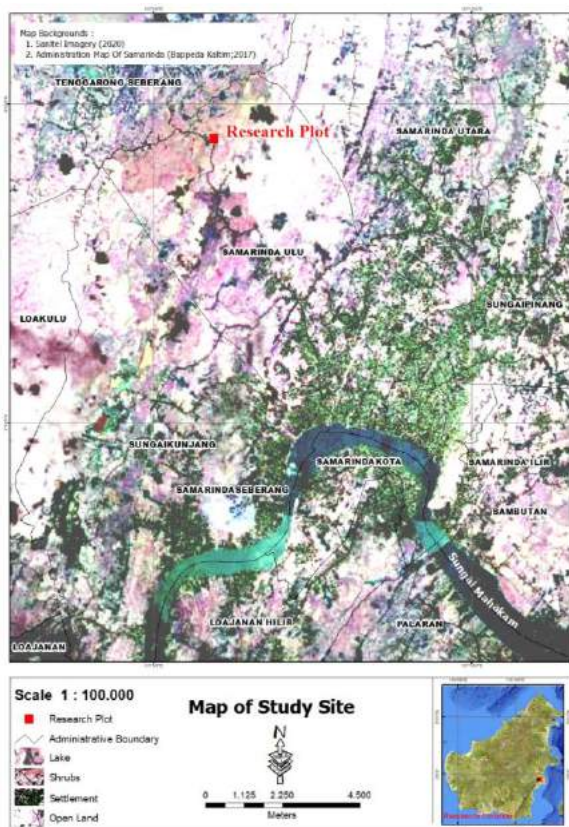 Map Backgrounds :
1. Sanitel Imagery (2020)
2. Administration Map Of Samarinda (Bappeda Kaltim;2017)
TENGGARONG SEBERANG
Research Plot
SAMARINDA UTARA
SAMARINDA ULU
SUNGAIPINANG
LOAKULU
SUNGAIKUNJANG
SAMARINDAKOTA
SAMARINDA ILIR
SAMARINDASEBERANG
SAMBUTAN
Sungai Mahakam
LOAJANAN HILIR
PALARAN
LOAJANAN
Scale 1 : 100.000
Research Plot
Administrative Boundary
Lake
Shrubs
Settlement
Open Land
Map of Study Site
N
0 1.125 2.250 4.500
Meters